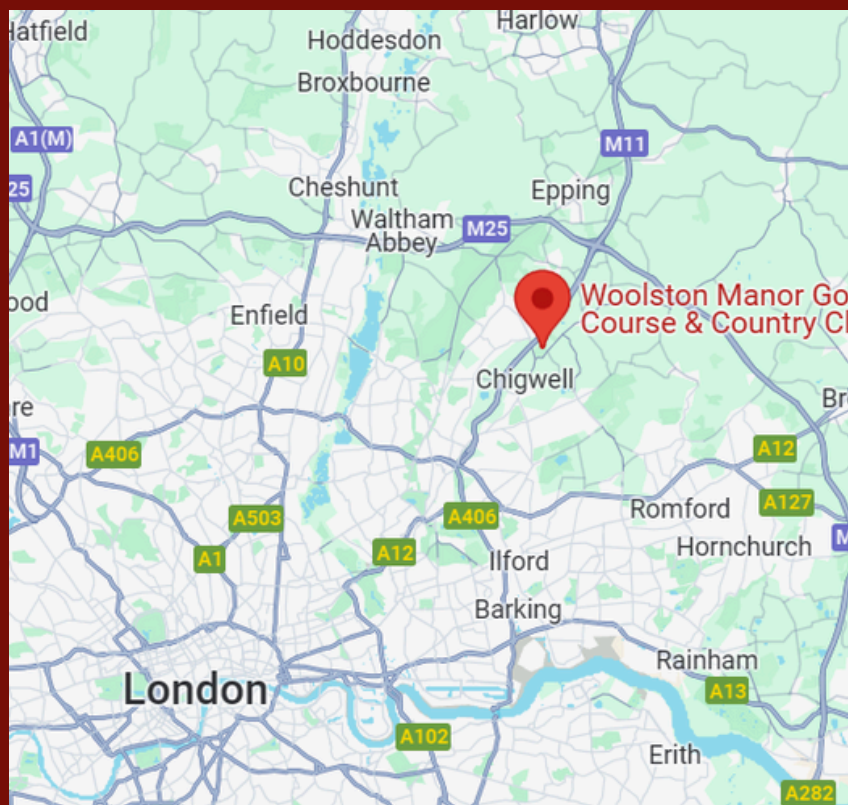 Hatfield
Harlow
Hoddesdon
Broxbourne
A1(M)
M11
25
Cheshunt
Epping
Waltham
Abbey
M25
ood
Woolston Manor Go
Course & Country Cl
Enfield
A10
Chigwell
re
Br
M1
A406
A12
A503
A406
Romford
A127
A1
A12
Ilford
Hornchurch
M
Barking
Rainham
London
A13
A102
Erith
A282